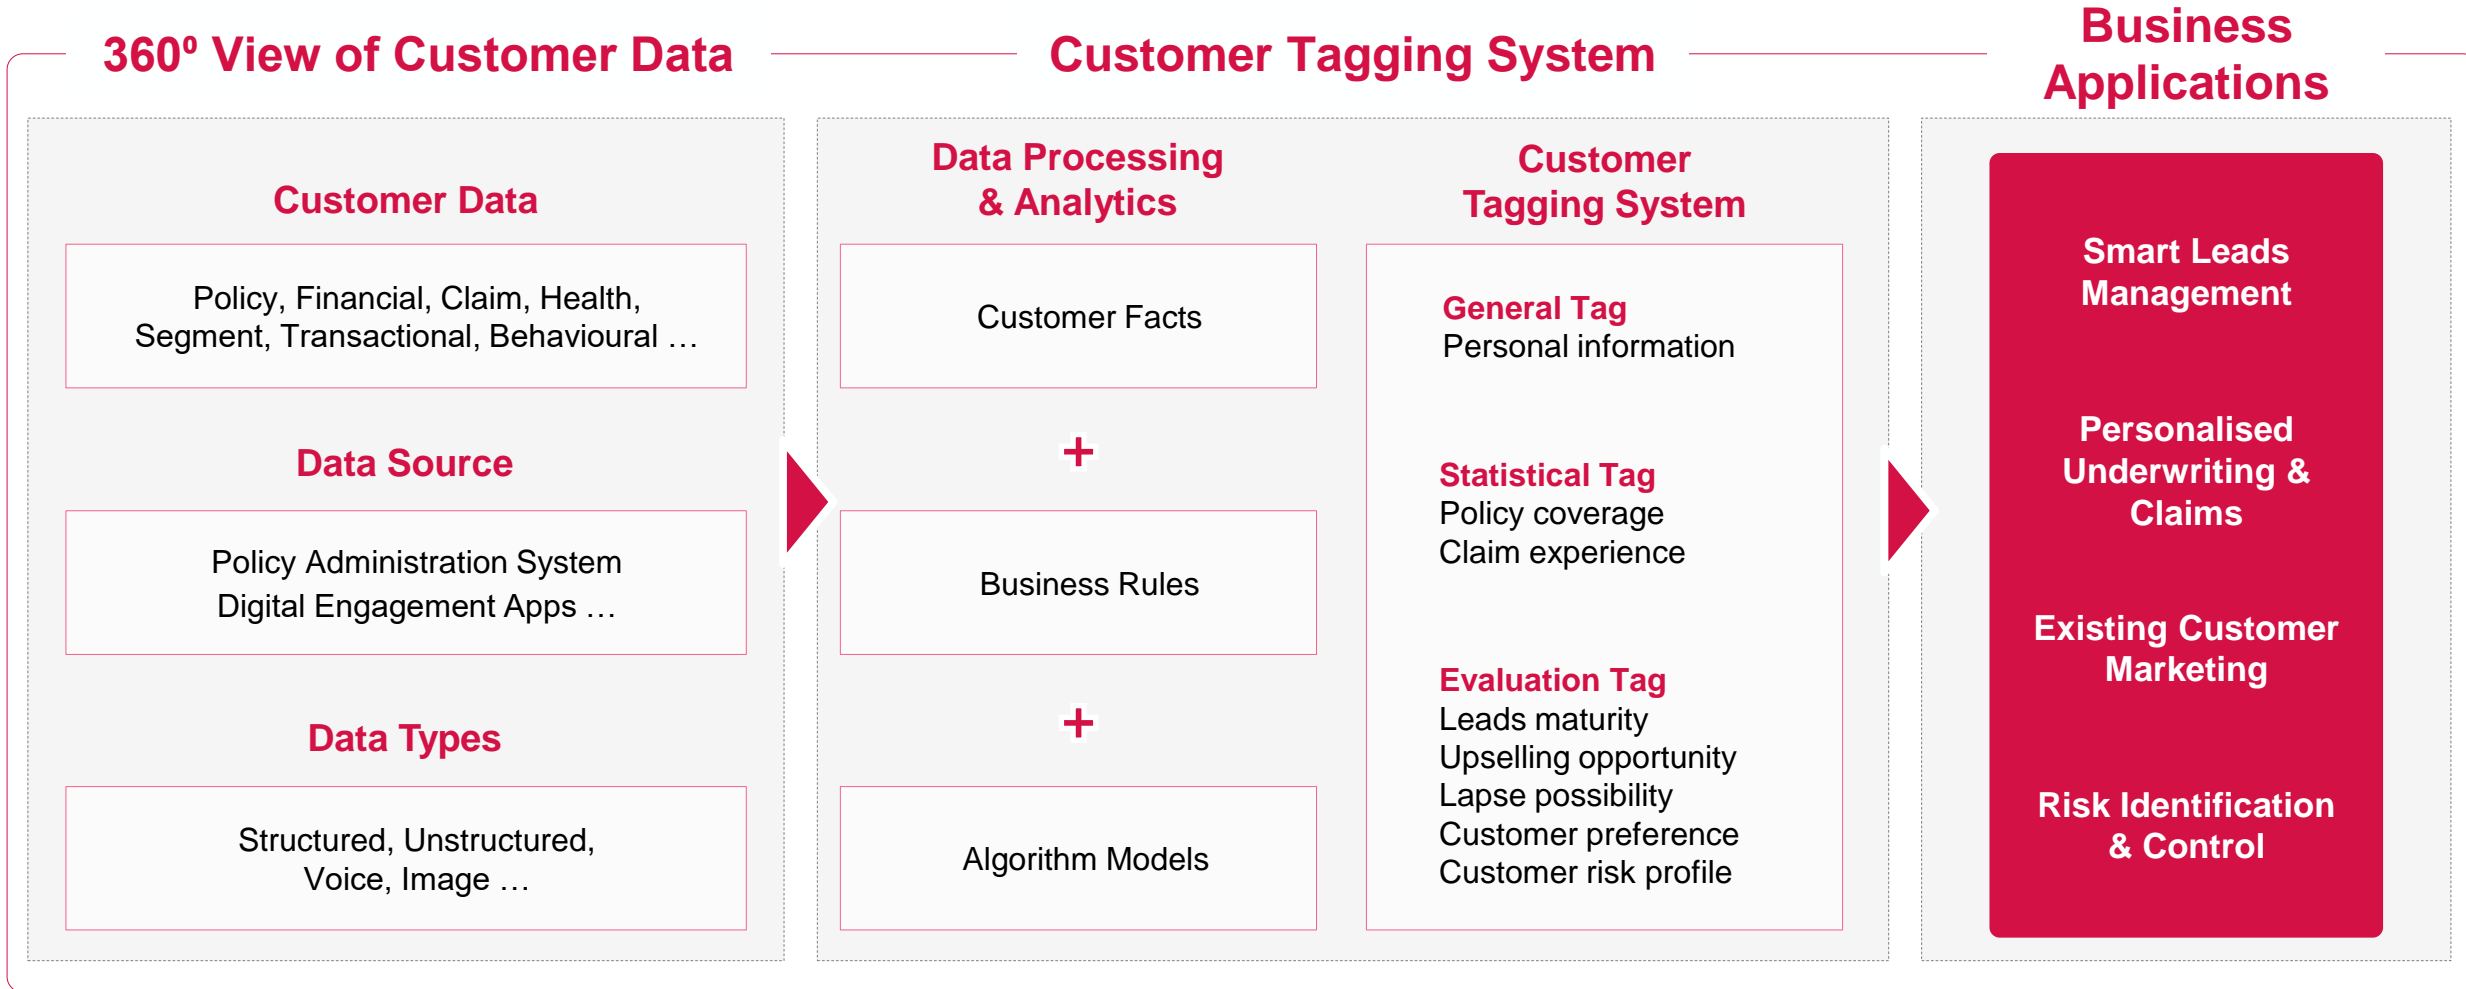 360º View of Customer Data
Customer Tagging System
Business
Applications
Customer Data
Policy, Financial, Claim, Health,
Segment, Transactional, Behavioural …
Data Source
Policy Administration System
Digital Engagement Apps …
Data Types
Structured, Unstructured,
Voice, Image …
Data Processing
& Analytics
Customer Facts
+
Business Rules
+
Algorithm Models
Customer
Tagging System
General Tag
Personal information
Statistical Tag
Policy coverage
Claim experience
Evaluation Tag
Leads maturity
Upselling opportunity
Lapse possibility
Customer preference
Customer risk profile
Smart Leads
Management
Personalised
Underwriting &
Claims
Existing Customer
Marketing
Risk Identification
& Control